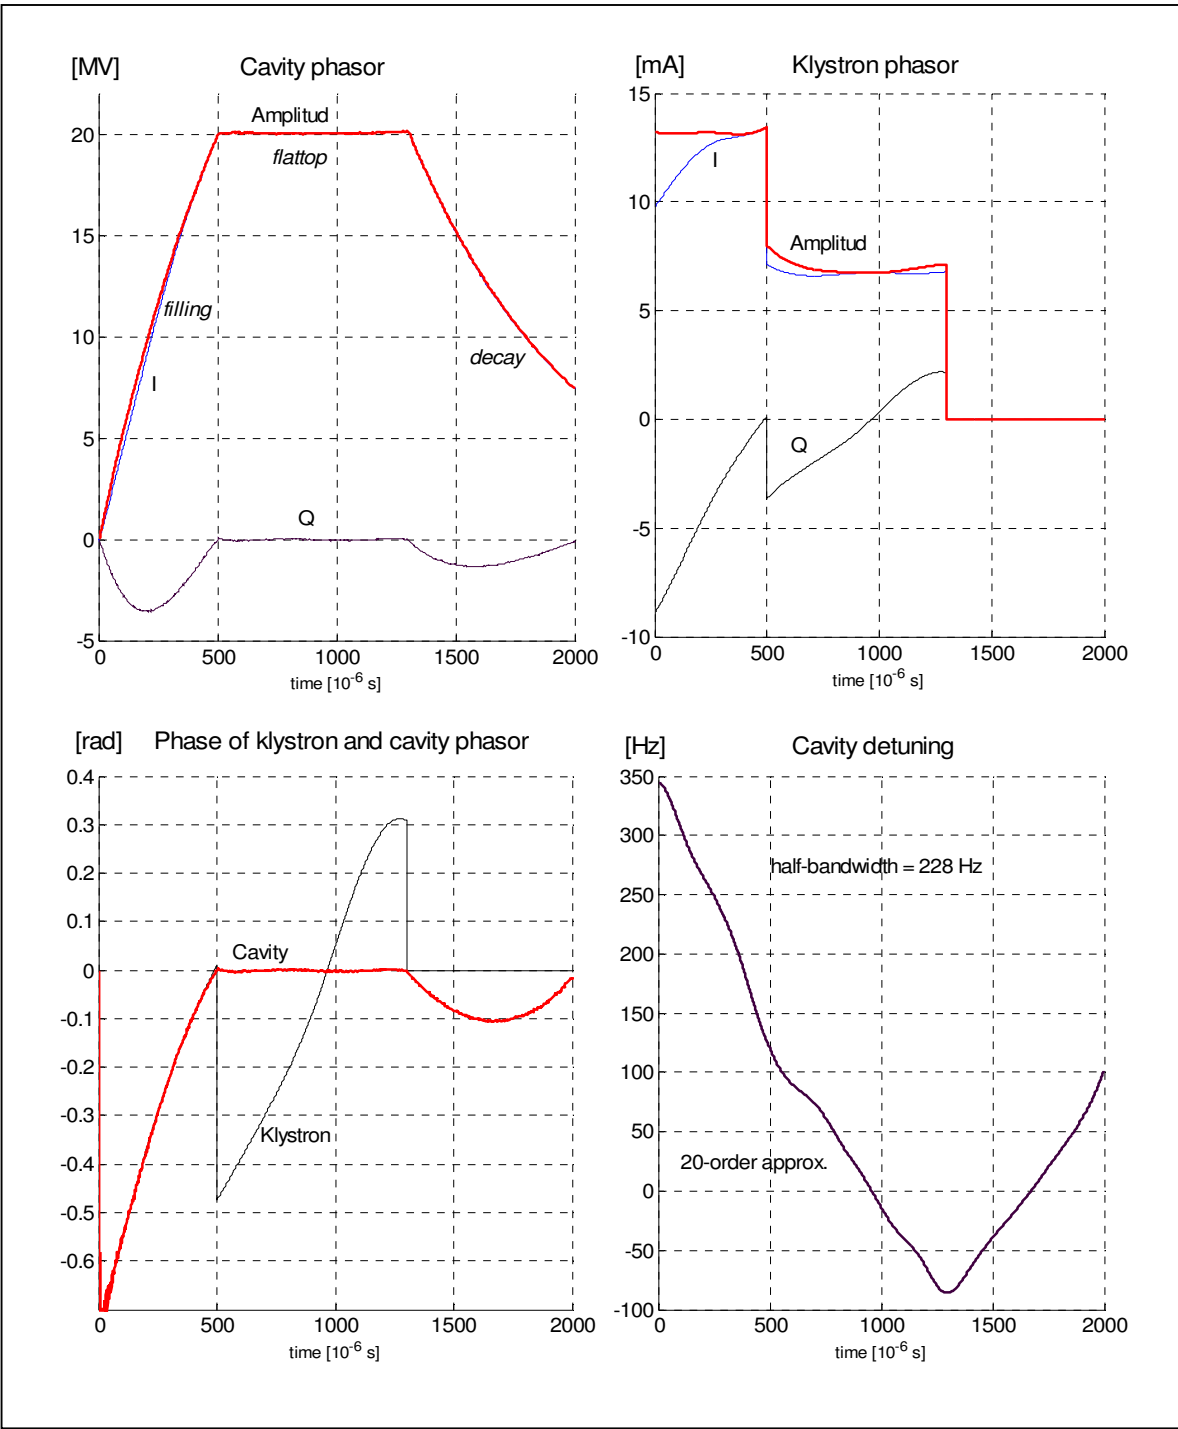 [MV] Cavity phasor
Amplitud
flattop
filling
I
decay
Q
20
15
10
5
0
-5
0 500 1000 1500 2000
time [10-6 s]
[mA] Klystron phasor
I
Amplitud
Q
15
10
5
0
-5
-10
0 500 1000 1500 2000
time [10-6 s]
[rad] Phase of klystron and cavity phasor
Cavity
Klystron
0.4
0.3
0.2
0.1
0
-0.1
-0.2
-0.3
-0.4
-0.5
-0.6
0 500 1000 1500 2000
time [10-6 s]
[Hz] Cavity detuning
half-bandwidth = 228 Hz
20-order approx.
350
300
250
200
150
100
50
0
-50
-100
0 500 1000 1500 2000
time [10-6 s]